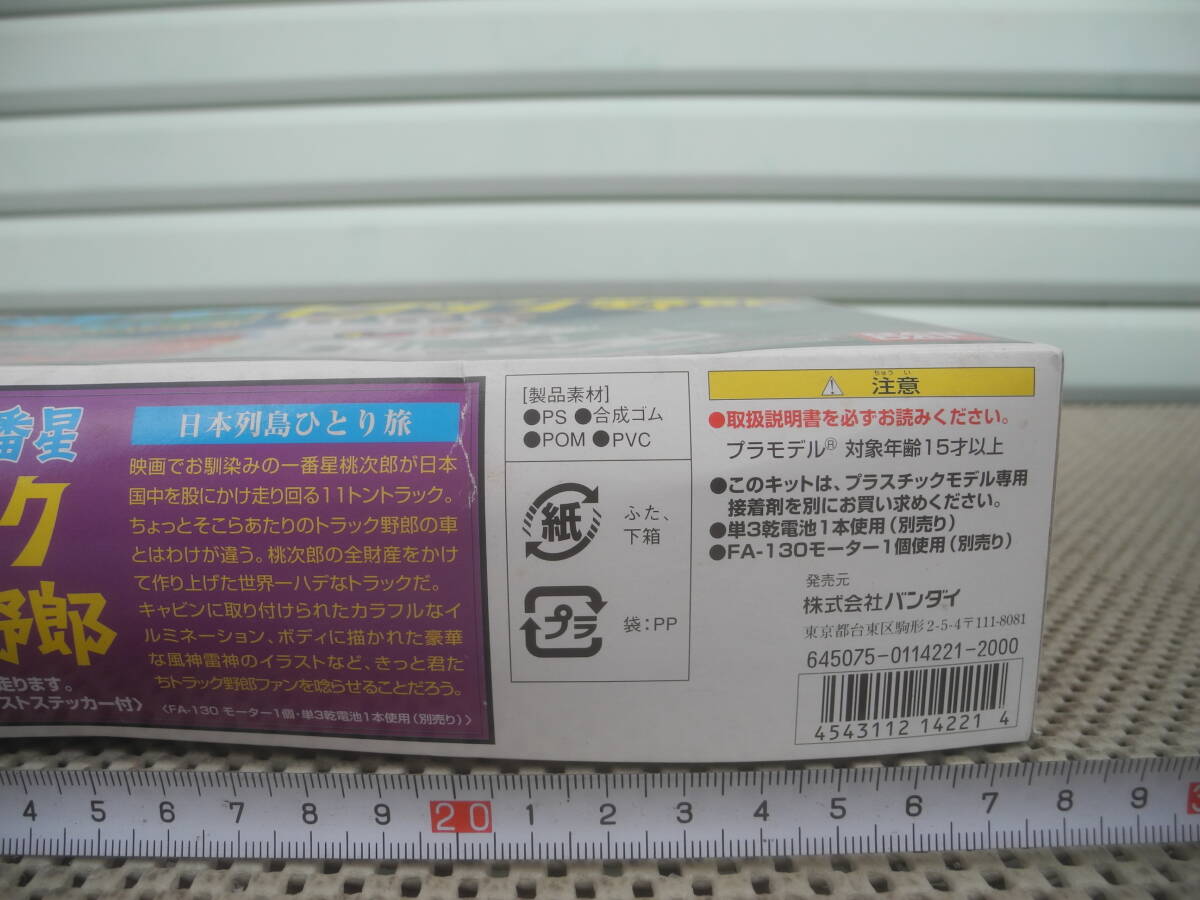 番星
ク
野郎
走ります。
ストステッカー付〉
日本列島ひとり旅
映画でお馴染みの一番星桃次郎が日本
国中を股にかけ走り回る11トントラック。
ちょっとそこらあたりのトラック野郎の車
とはわけが違う。桃次郎の全財産をかけ
て作り上げた世界一ハデなトラックだ。
キャビンに取り付けられたカラフルなイ
ルミネーション、ボディに描かれた豪華
な風神雷神のイラストなど、きっと君た
ちトラック野郎ファンを唸らせることだろう。
〈FA-130 モーター1個・単3乾電池1本使用(別売り)〉
[製品素材]
●PS ●合成ゴム
●POM ●PVC
紙
ふた、
下箱
プラ
袋:PP
ちゅうい
⚠ 注意
●取扱説明書を必ずお読みください。
プラモデル® 対象年齢15才以上
●このキットは、プラスチックモデル専用
接着剤を別にお買い求めください。
●単3乾電池1本使用(別売り)
●FA-130モーター1個使用(別売り)
発売元
株式会社バンダイ
東京都台東区駒形2-5-4〒111-8081
645075-0114221-2000
4543112 14221 4
4 5 6 7 8 9 20 1 2 3 4 5 6 7 8 9 3